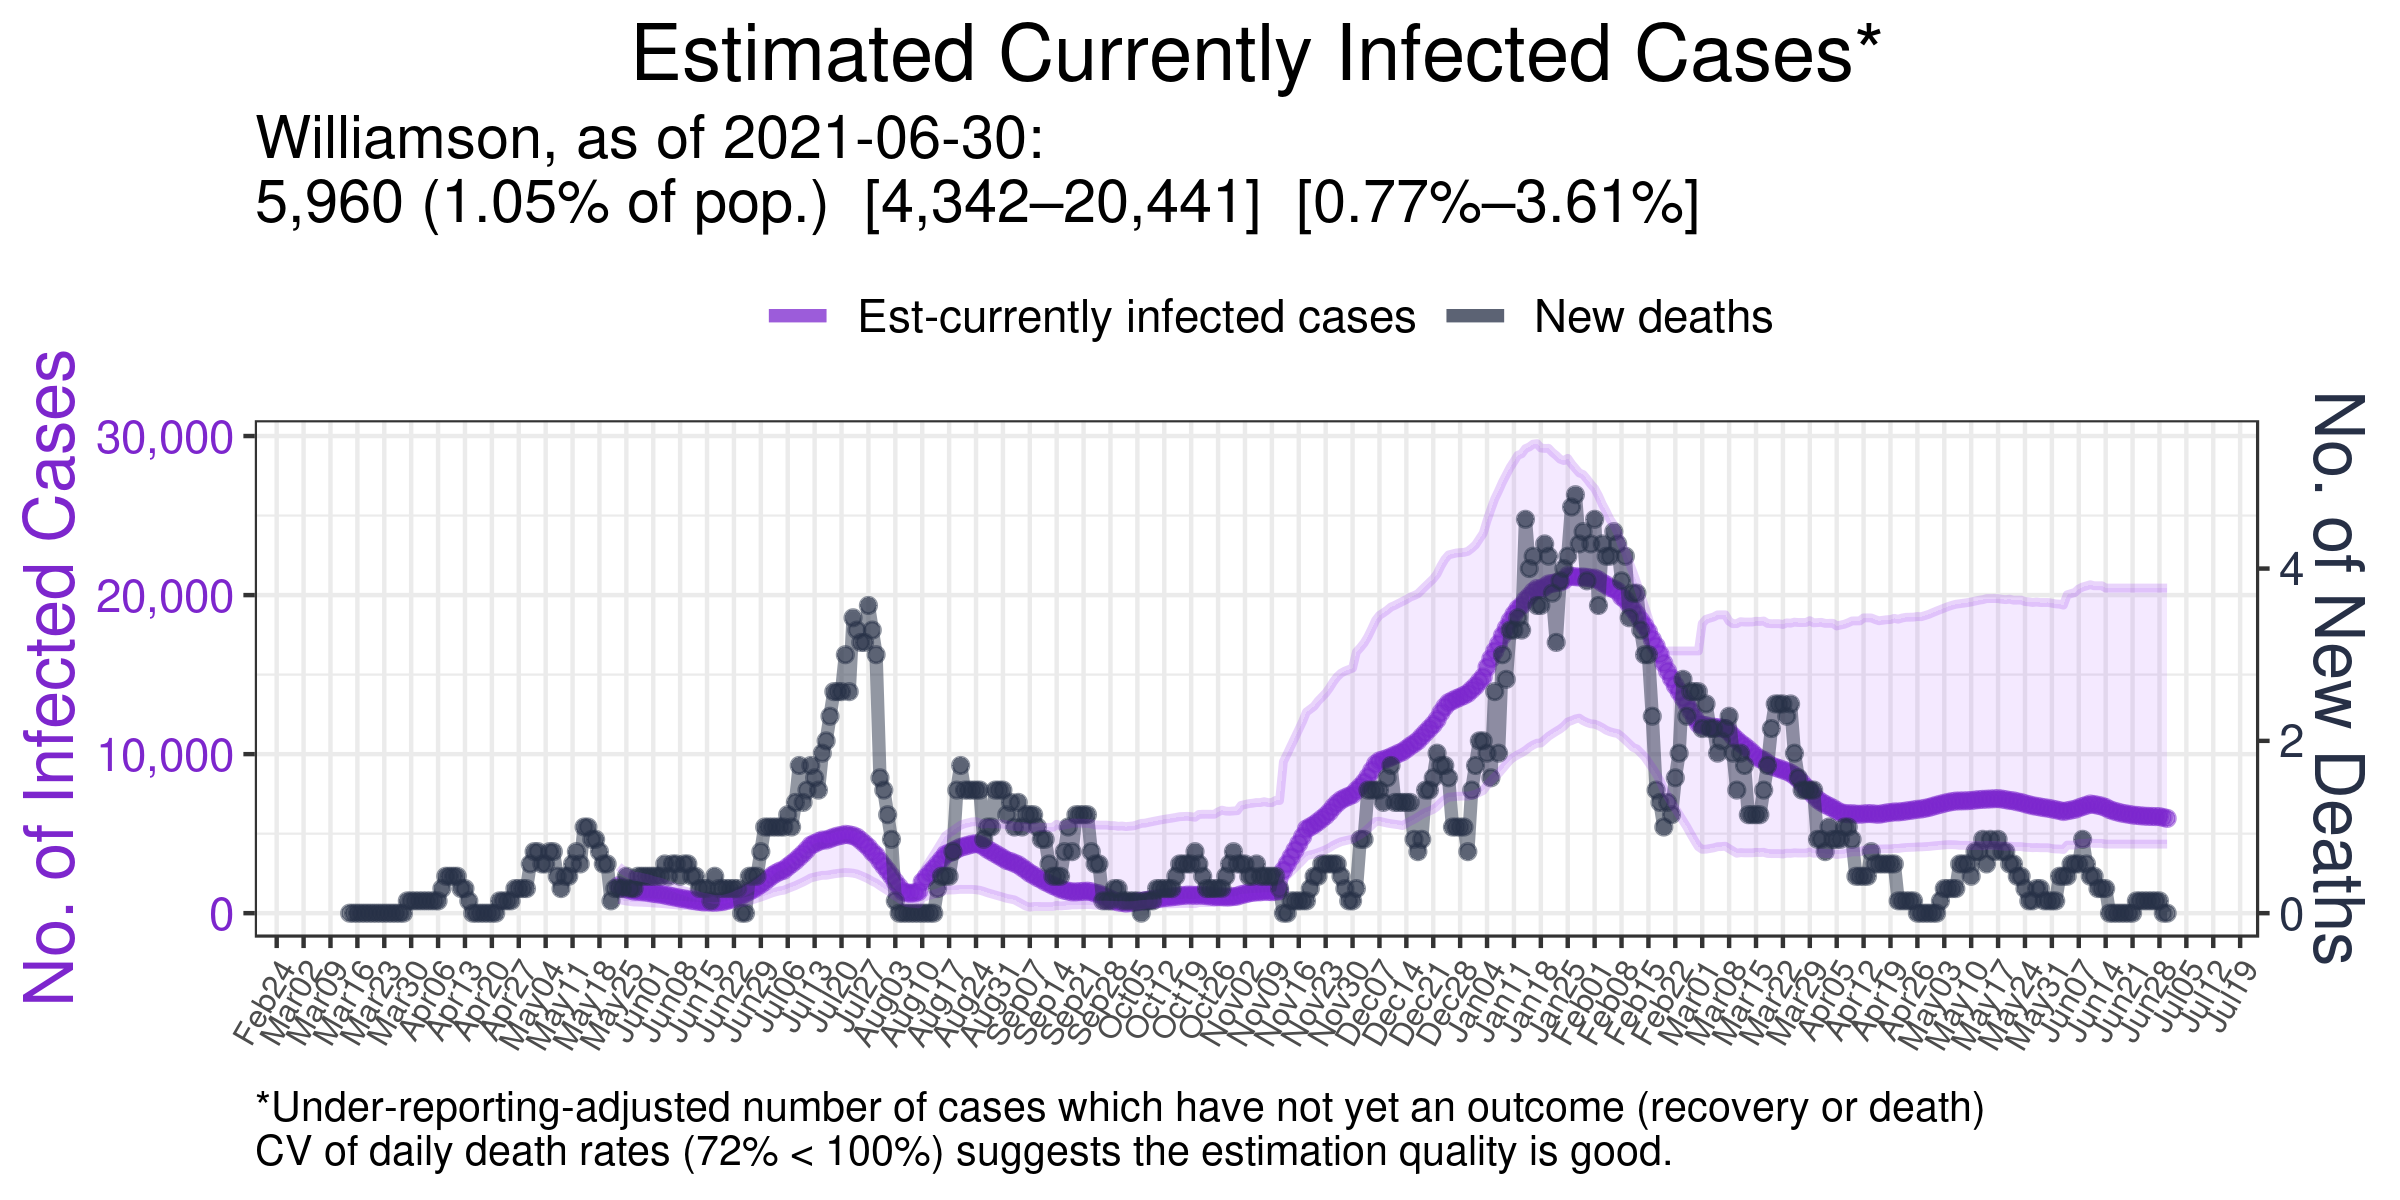 Estimated Currently Infected Cases*
Williamson, as of 2021-06-30:
5,960 (1.05% of pop.) [4,342–20,441] [0.77%–3.61%]
Est-currently infected cases New deaths
No. of Infected Cases
30,000
20,000
10,000
0
No. of New Deaths
4
2
0
Feb24 Mar02 Mar09 Mar16 Mar23 Mar30 Apr06 Apr13 Apr20 Apr27 May04 May11 May18 May25 Jun01 Jun08 Jun15 Jun22 Jun29 Jul06 Jul13 Jul20 Jul27 Aug03 Aug10 Aug17 Aug24 Aug31 Sep07 Sep14 Sep21 Sep28 Oct05 Oct12 Oct19 Oct26 Nov02 Nov09 Nov16 Nov23 Nov30 Dec07 Dec14 Dec21 Dec28 Jan04 Jan11 Jan18 Jan25 Feb01 Feb08 Feb15 Feb22 Mar01 Mar08 Mar15 Mar22 Mar29 Apr05 Apr12 Apr19 Apr26 May03 May10 May17 May24 May31 Jun07 Jun14 Jun21 Jun28 Jul05 Jul12 Jul19
*Under-reporting-adjusted number of cases which have not yet an outcome (recovery or death)
CV of daily death rates (72% < 100%) suggests the estimation quality is good.